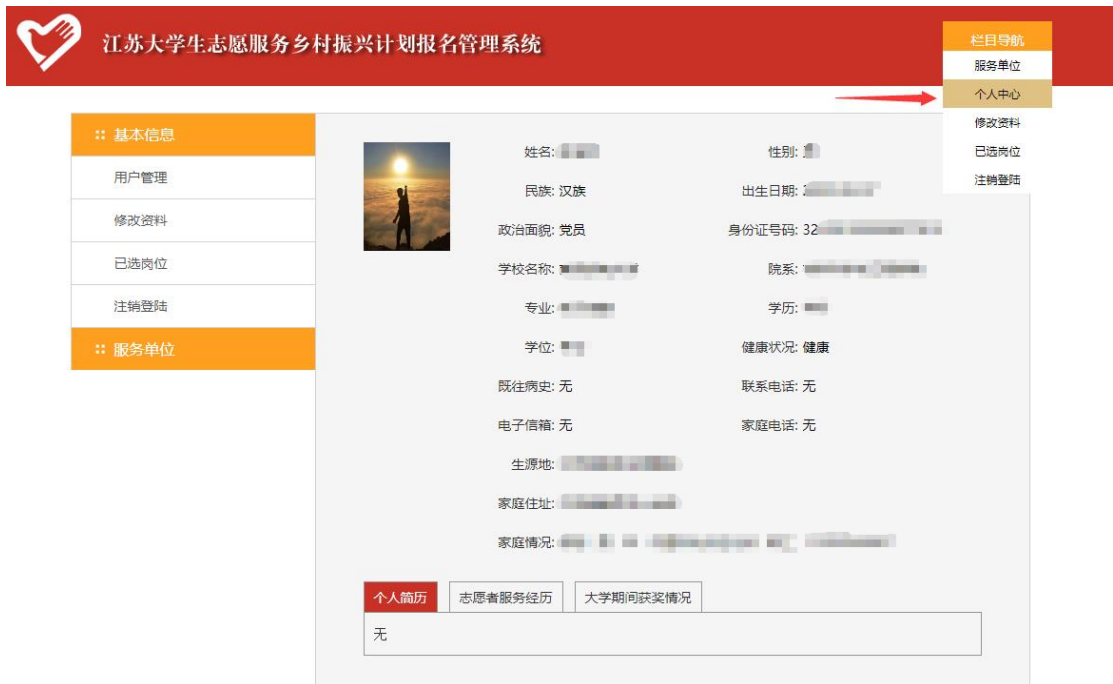 江苏大学生志愿服务乡村振兴计划报名管理系统
栏目导航
服务单位
个人中心
修改资料
已选岗位
注销登陆
:: 基本信息
用户管理
修改资料
已选岗位
注销登陆
:: 服务单位
姓名: 性别:
民族: 汉族 出生日期:
政治面貌: 党员 身份证号码: 32
学校名称: 院系:
专业: 学历:
学位: 健康状况: 健康
既往病史: 无 联系电话: 无
电子信箱: 无 家庭电话: 无
生源地:
家庭住址:
家庭情况:
个人简历 志愿者服务经历 大学期间获奖情况
无